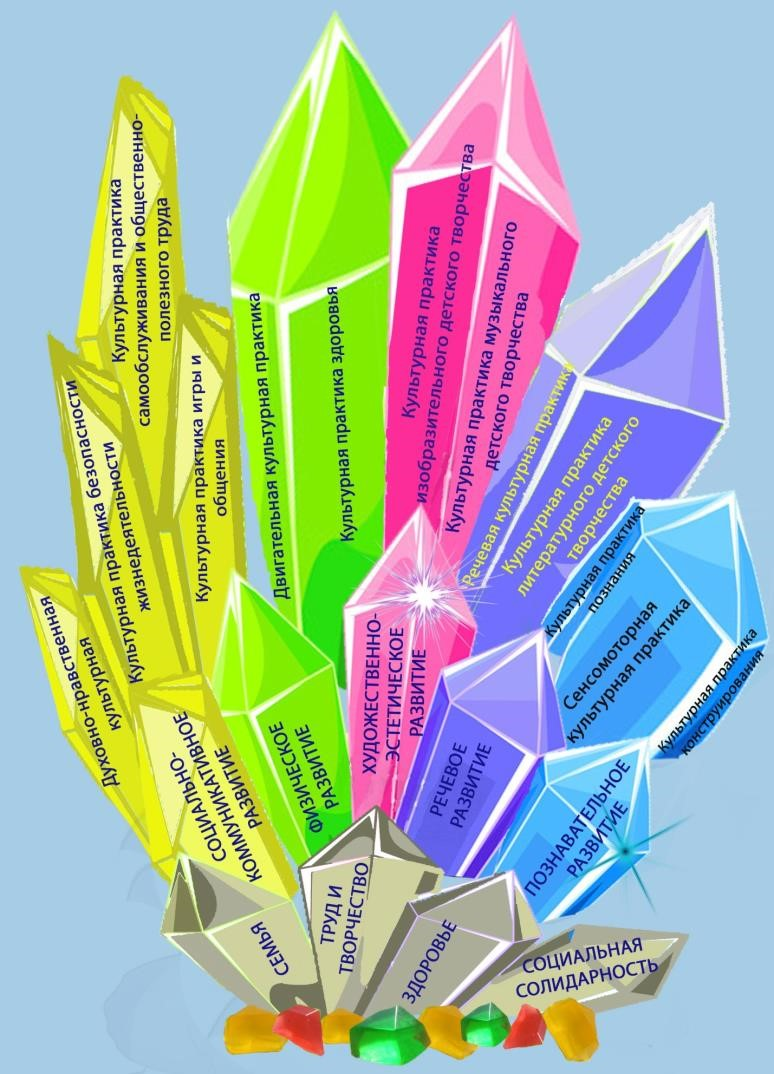 Культурная практика
самообслуживания и общественно-
полезного труда
Культурная практика безопасности
жизнедеятельности
Культурная практика игры и
общения
Духовно-нравственная
культурная
Двигательная культурная практика
Культурная практика здоровья
Культурная практика
изобразительного детского творчества
Культурная практика музыкального
детского творчества
Речевая культурная практика
Культурная практика
литературного детского
творчества
Культурная практика
познания
Сенсомоторная
культурная практика
Культурная практика
конструирования
СОЦИАЛЬНО-
КОММУНИКАТИВНОЕ
РАЗВИТИЕ
ФИЗИЧЕСКОЕ
РАЗВИТИЕ
ХУДОЖЕСТВЕННО-
ЭСТЕТИЧЕСКОЕ
РАЗВИТИЕ
РЕЧЕВОЕ
РАЗВИТИЕ
ПОЗНАВАТЕЛЬНОЕ
РАЗВИТИЕ
СЕМЬЯ
ТРУД И
ТВОРЧЕСТВО
ЗДОРОВЬЕ
СОЦИАЛЬНАЯ
СОЛИДАРНОСТЬ